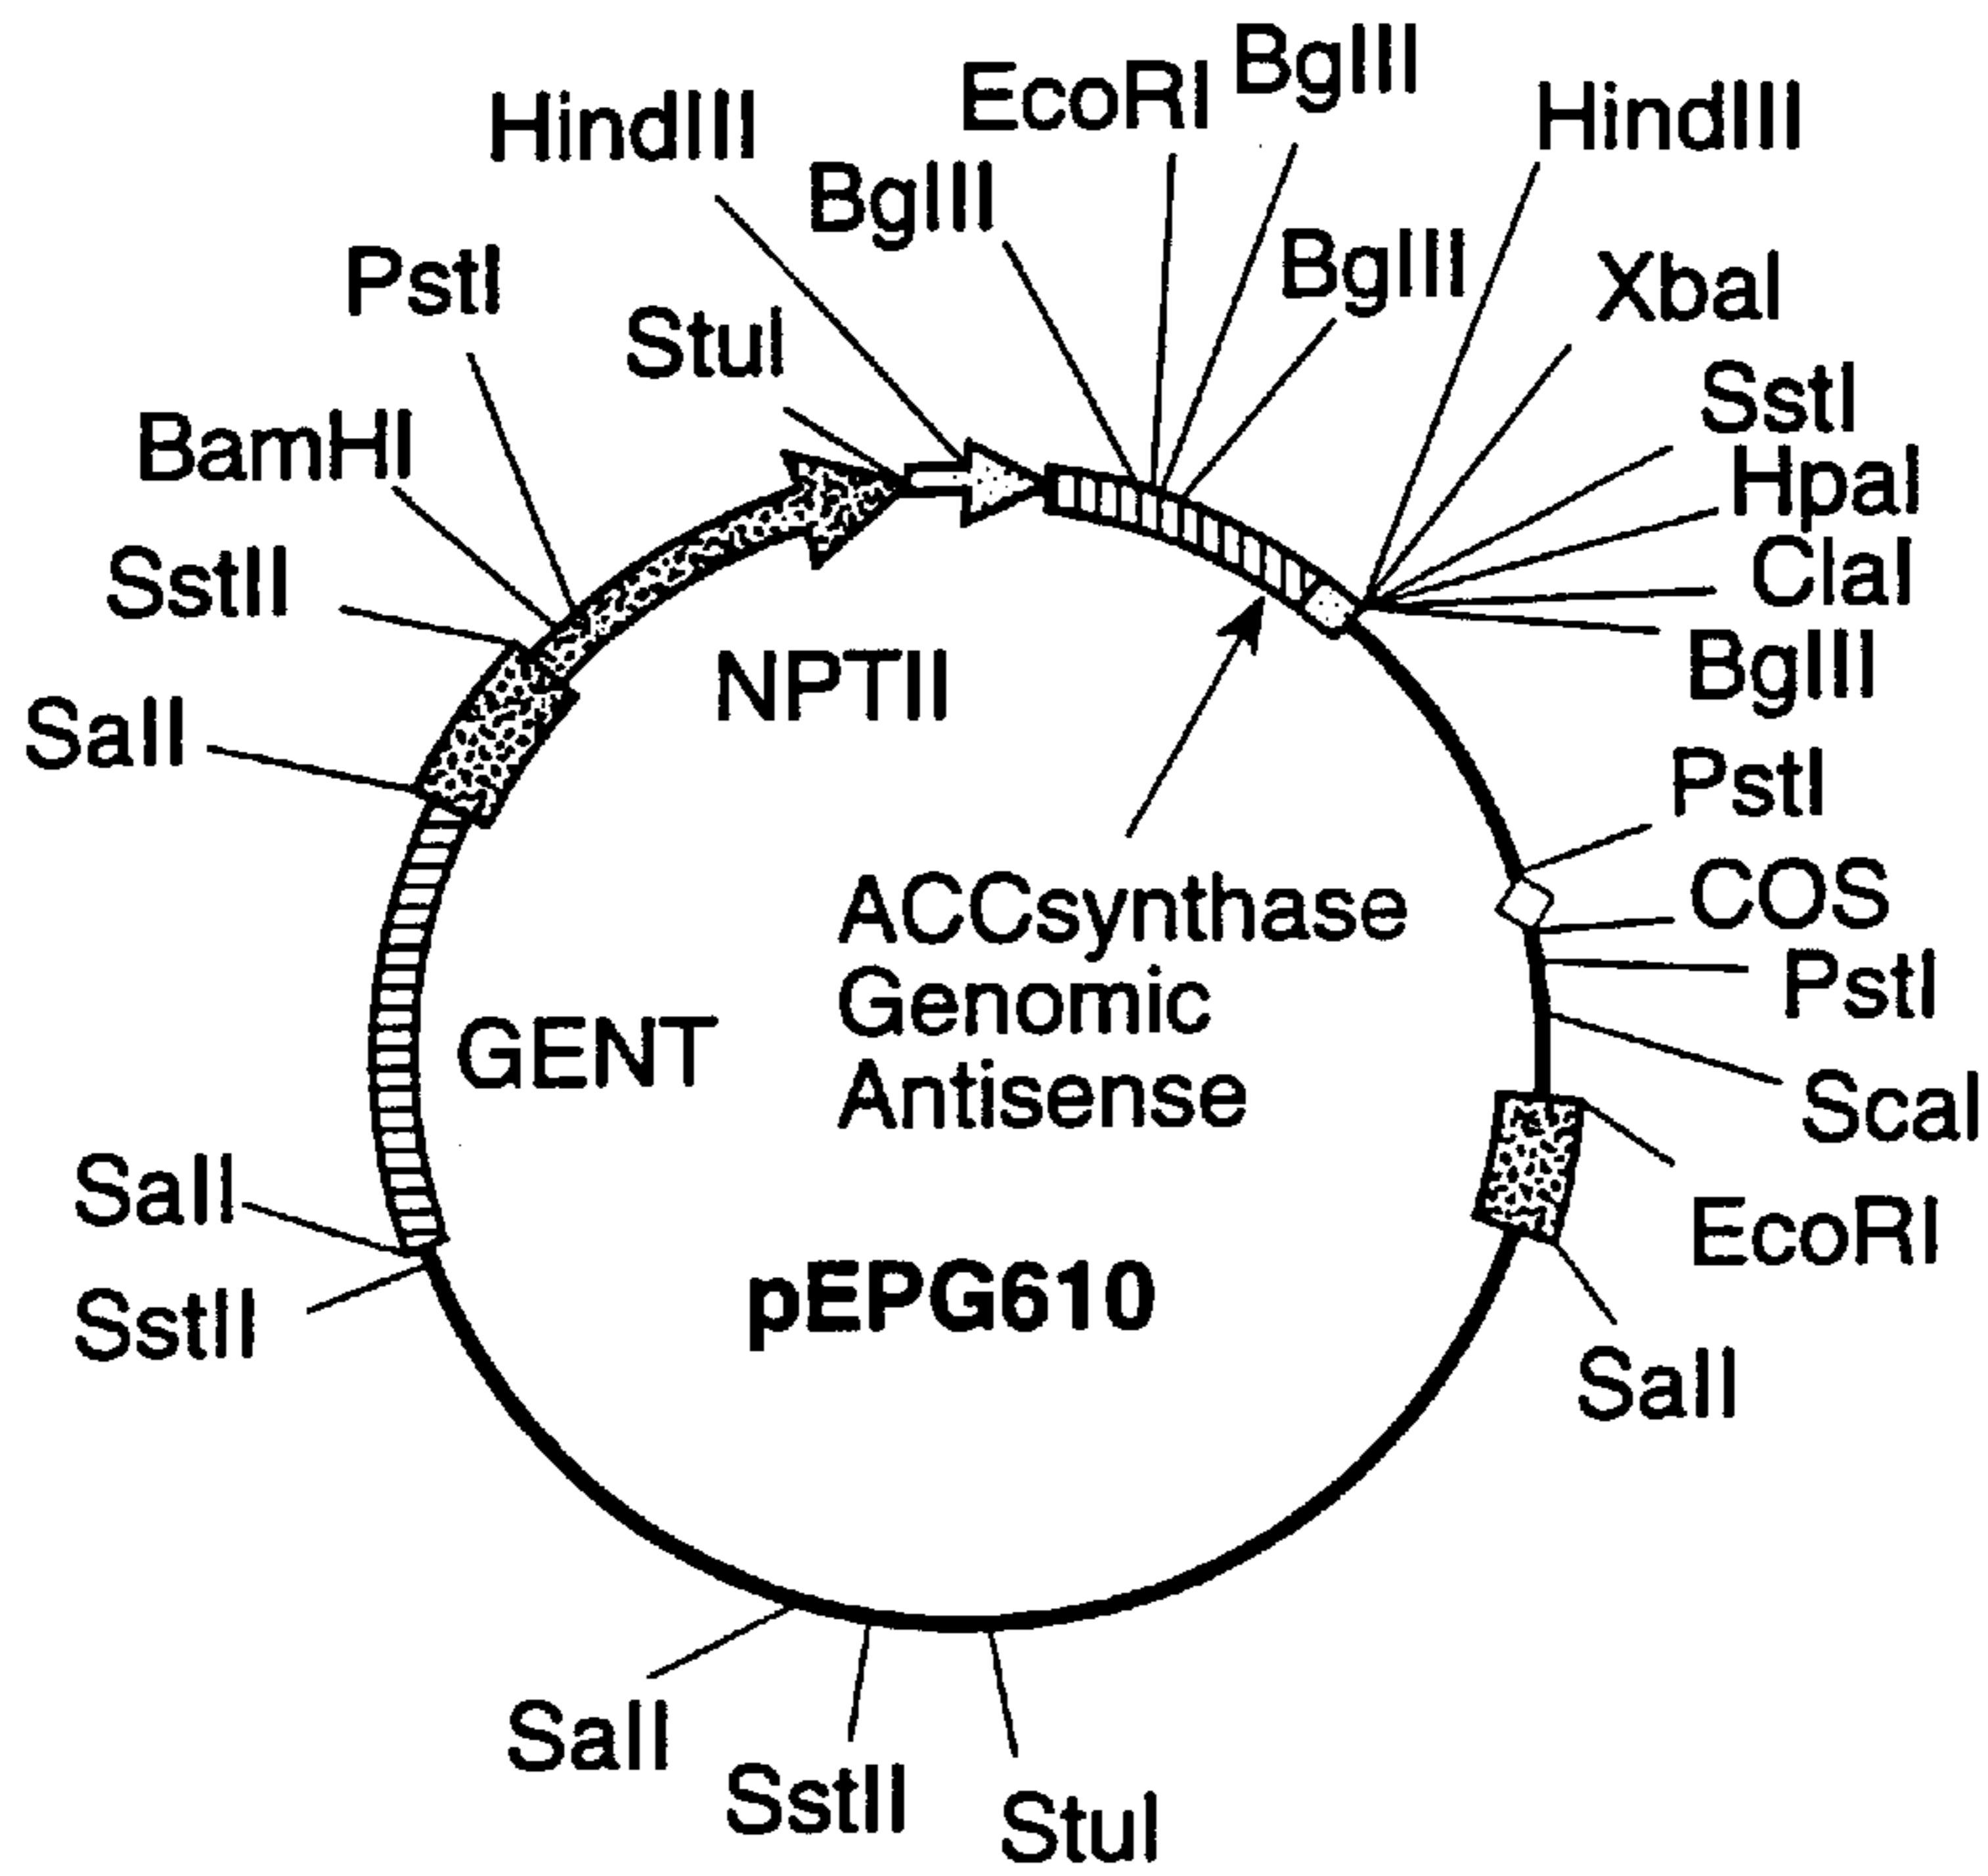 HindIII
EcoRI
BglII
HindIII
BglII
PstI
StuI
BglII
XbaI
BamHI
SstI
HpaI
SstII
ClaI
NPTII
BglII
SalI
PstI
ACCsynthase
Genomic
Antisense
COS
PstI
GENT
ScaI
SalI
EcoRI
SstII
pEPG610
SalI
SalI
SstII
StuI